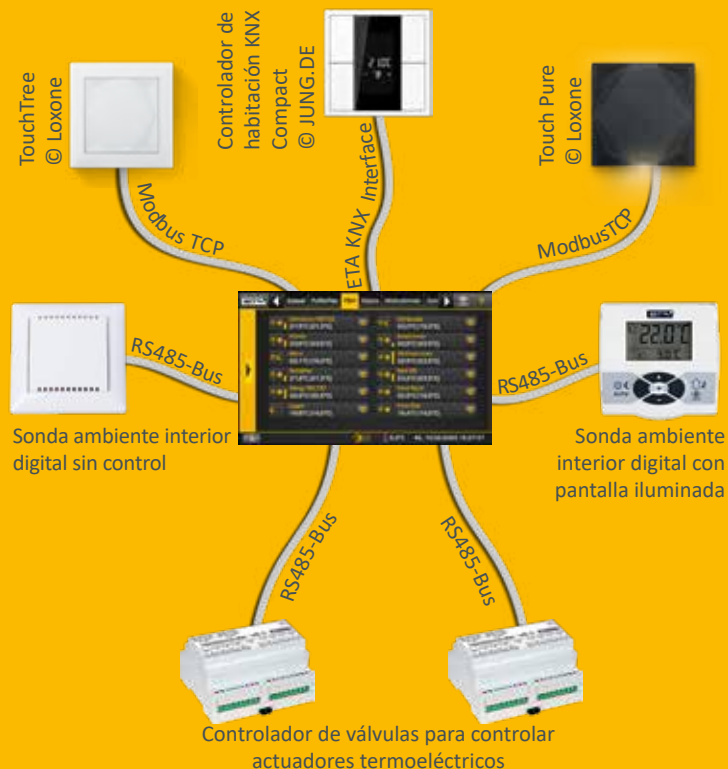 TouchTree
© Loxone
Controlador de
habitación KNX
Compact
© JUNG.DE
Touch Pure
© Loxone
Modbus TCP
ETA KNX Interface
ModbusTCP
RS485-Bus
RS485-Bus
22.0°C
Sonda ambiente interior
digital sin control
Sonda ambiente
interior digital con
pantalla iluminada
RS485-Bus
RS485-Bus
Controlador de válvulas para controlar
actuadores termoeléctricos